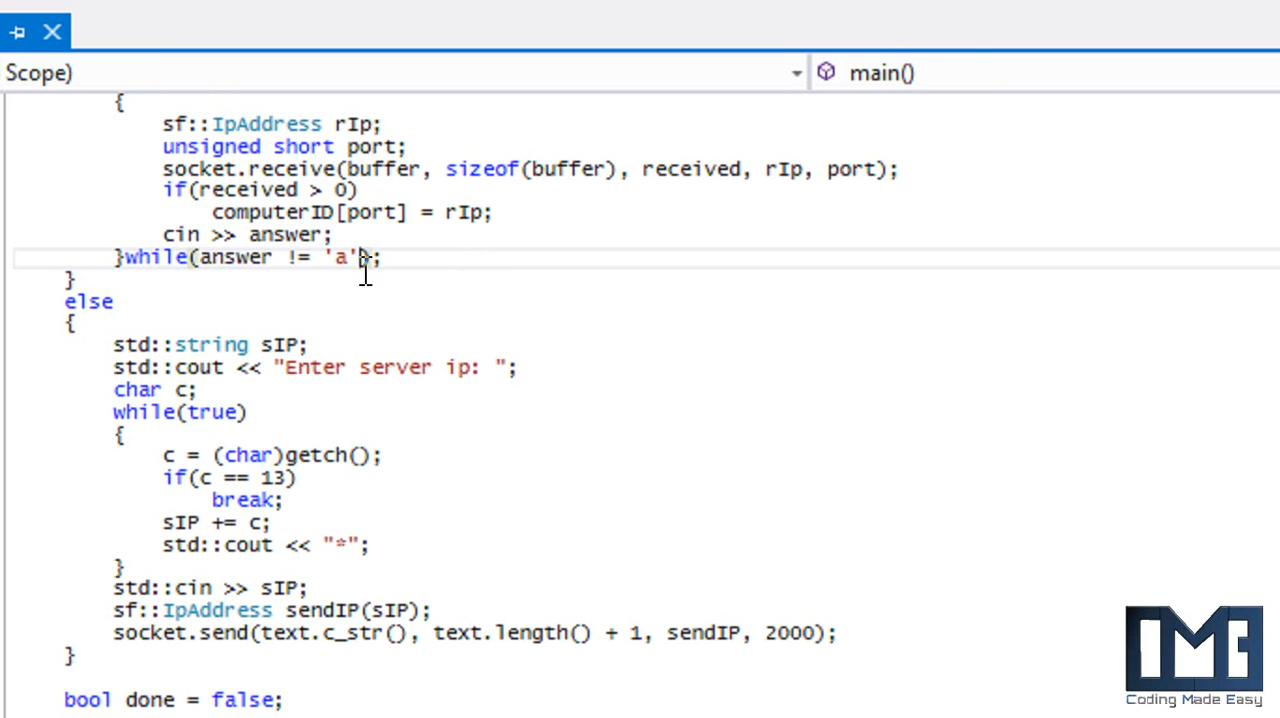 Scope) main()
{
sf::IpAddress rIp;
unsigned short port;
socket.receive(buffer, sizeof(buffer), received, rIp, port);
if(received > 0)
computerID[port] = rIp;
cin >> answer;
}while(answer != 'a');
}
else
{
std::string sIP;
std::cout << "Enter server ip: ";
char c;
while(true)
{
c = (char)getch();
if(c == 13)
break;
sIP += c;
std::cout << "*";
}
std::cin >> sIP;
sf::IpAddress sendIP(sIP);
socket.send(text.c_str(), text.length() + 1, sendIP, 2000);
}
bool done = false;
CME
Coding Made Easy